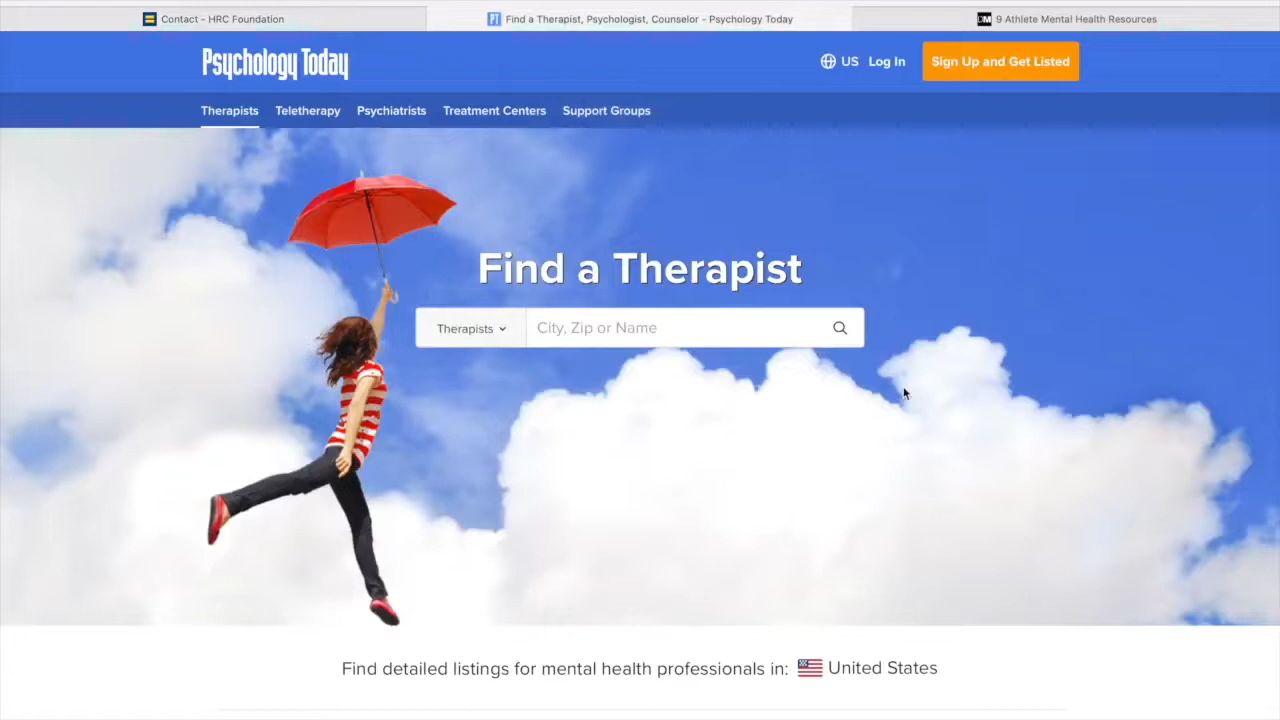 Contact - HRC Foundation
Find a Therapist, Psychologist, Counselor - Psychology Today
DM 9 Athlete Mental Health Resources
Psychology Today
US Log In Sign Up and Get Listed
Therapists Teletherapy Psychiatrists Treatment Centers Support Groups
Find a Therapist
Therapists City, Zip or Name
Find detailed listings for mental health professionals in: United States